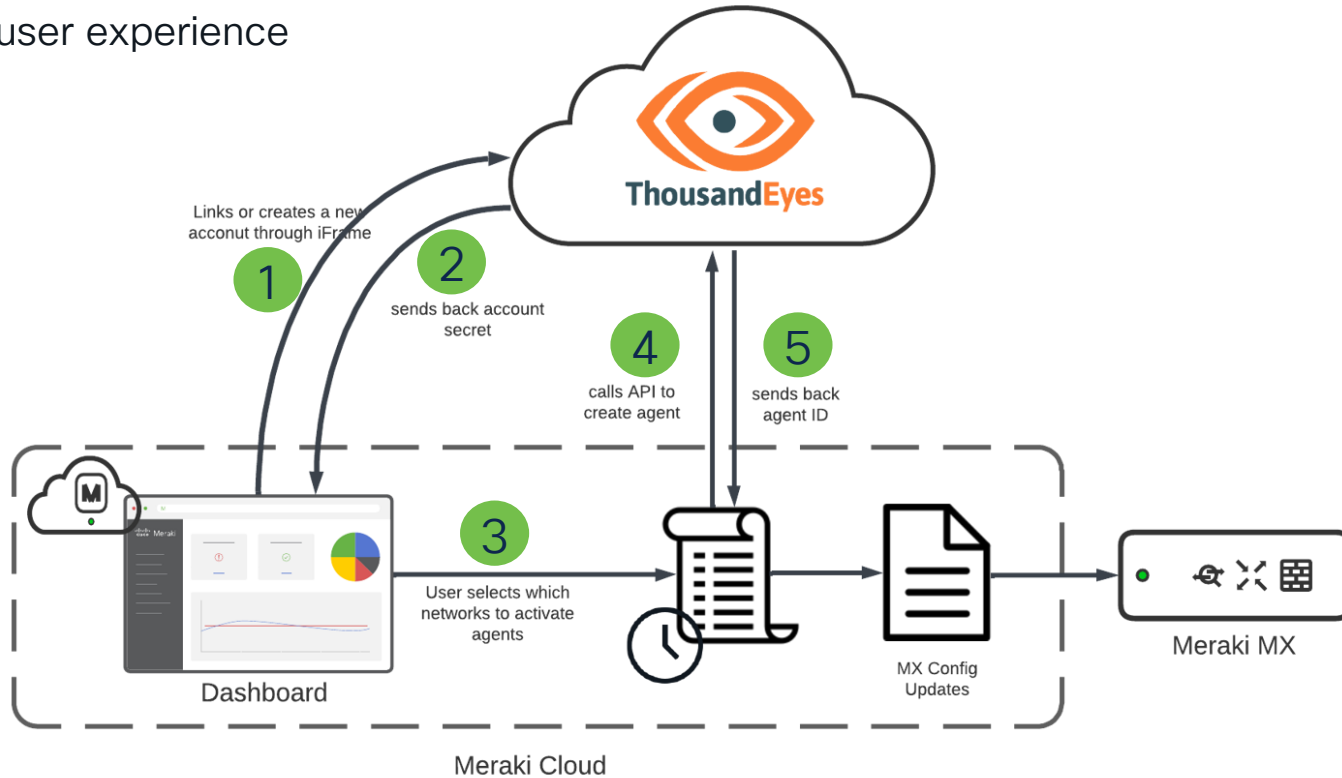 user experience
ThousandEyes
Links or creates a new
acconut through iFrame
1
2
sends back account
secret
4
5
calls API to
create agent
sends back
agent ID
M
Meraki
3
User selects which
networks to activate
agents
Dashboard
MX Config
Updates
Meraki MX
Meraki Cloud